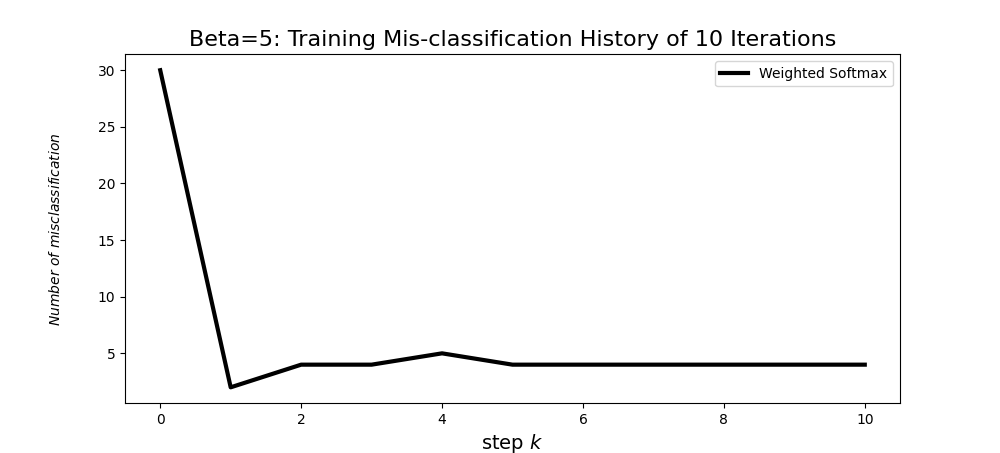 Beta=5: Training Mis-classification History of 10 Iterations
Weighted Softmax
Number of misclassification
30
25
20
15
10
5
0 2 4 6 8 10
step k